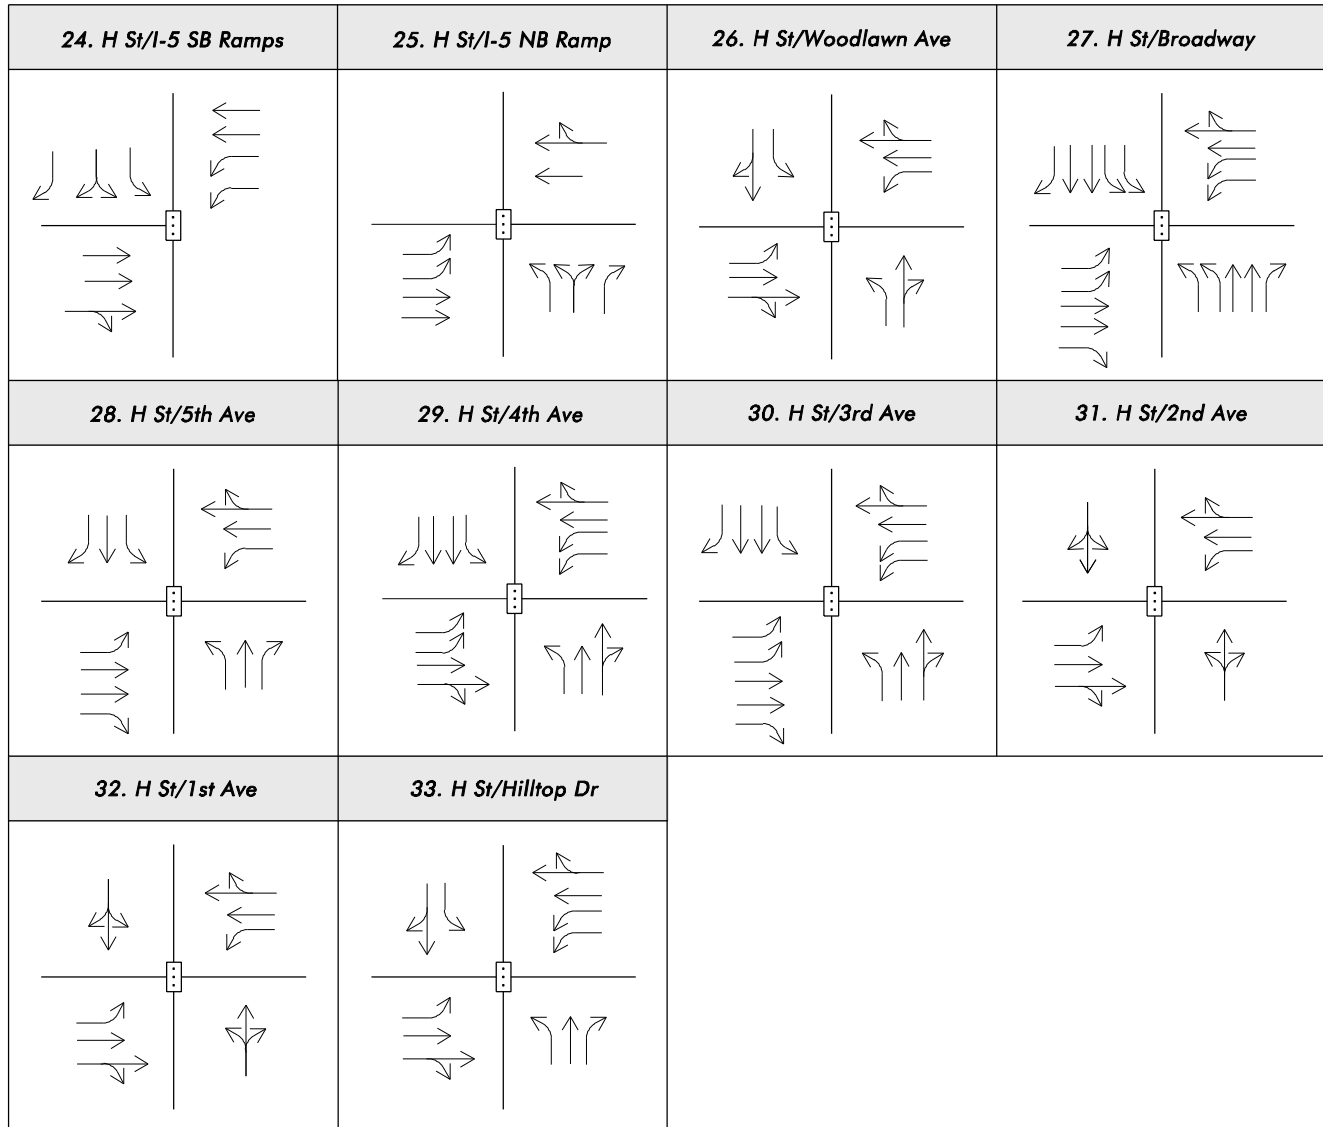 24. H St/I-5 SB Ramps
25. H St/I-5 NB Ramp
26. H St/Woodlawn Ave
27. H St/Broadway
28. H St/5th Ave
29. H St/4th Ave
30. H St/3rd Ave
31. H St/2nd Ave
32. H St/1st Ave
33. H St/Hilltop Dr